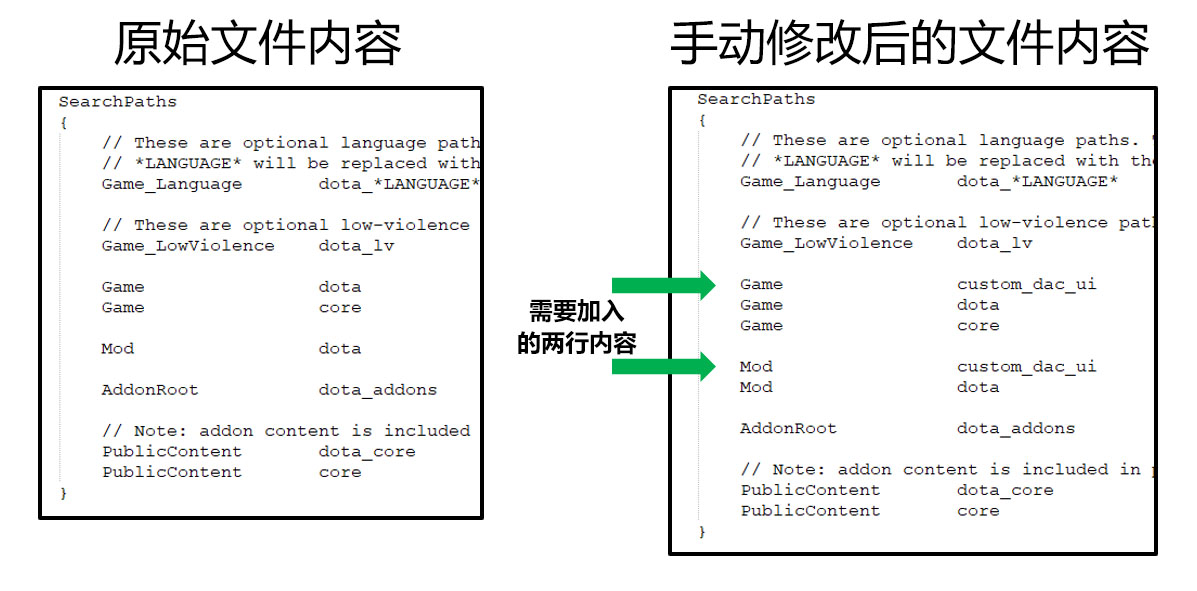 原始文件内容
SearchPaths
{
// These are optional language path
// *LANGUAGE* will be replaced with
Game_Language dota_*LANGUAGE*
// These are optional low-violence
Game_LowViolence dota_lv
Game dota
Game core
Mod dota
AddonRoot dota_addons
// Note: addon content is included
PublicContent dota_core
PublicContent core
}
需要加入
的两行内容
手动修改后的文件内容
SearchPaths
{
// These are optional language paths.
// *LANGUAGE* will be replaced with the
Game_Language dota_*LANGUAGE*
// These are optional low-violence pat
Game_LowViolence dota_lv
Game custom_dac_ui
Game dota
Game core
Mod custom_dac_ui
Mod dota
AddonRoot dota_addons
// Note: addon content is included in
PublicContent dota_core
PublicContent core
}